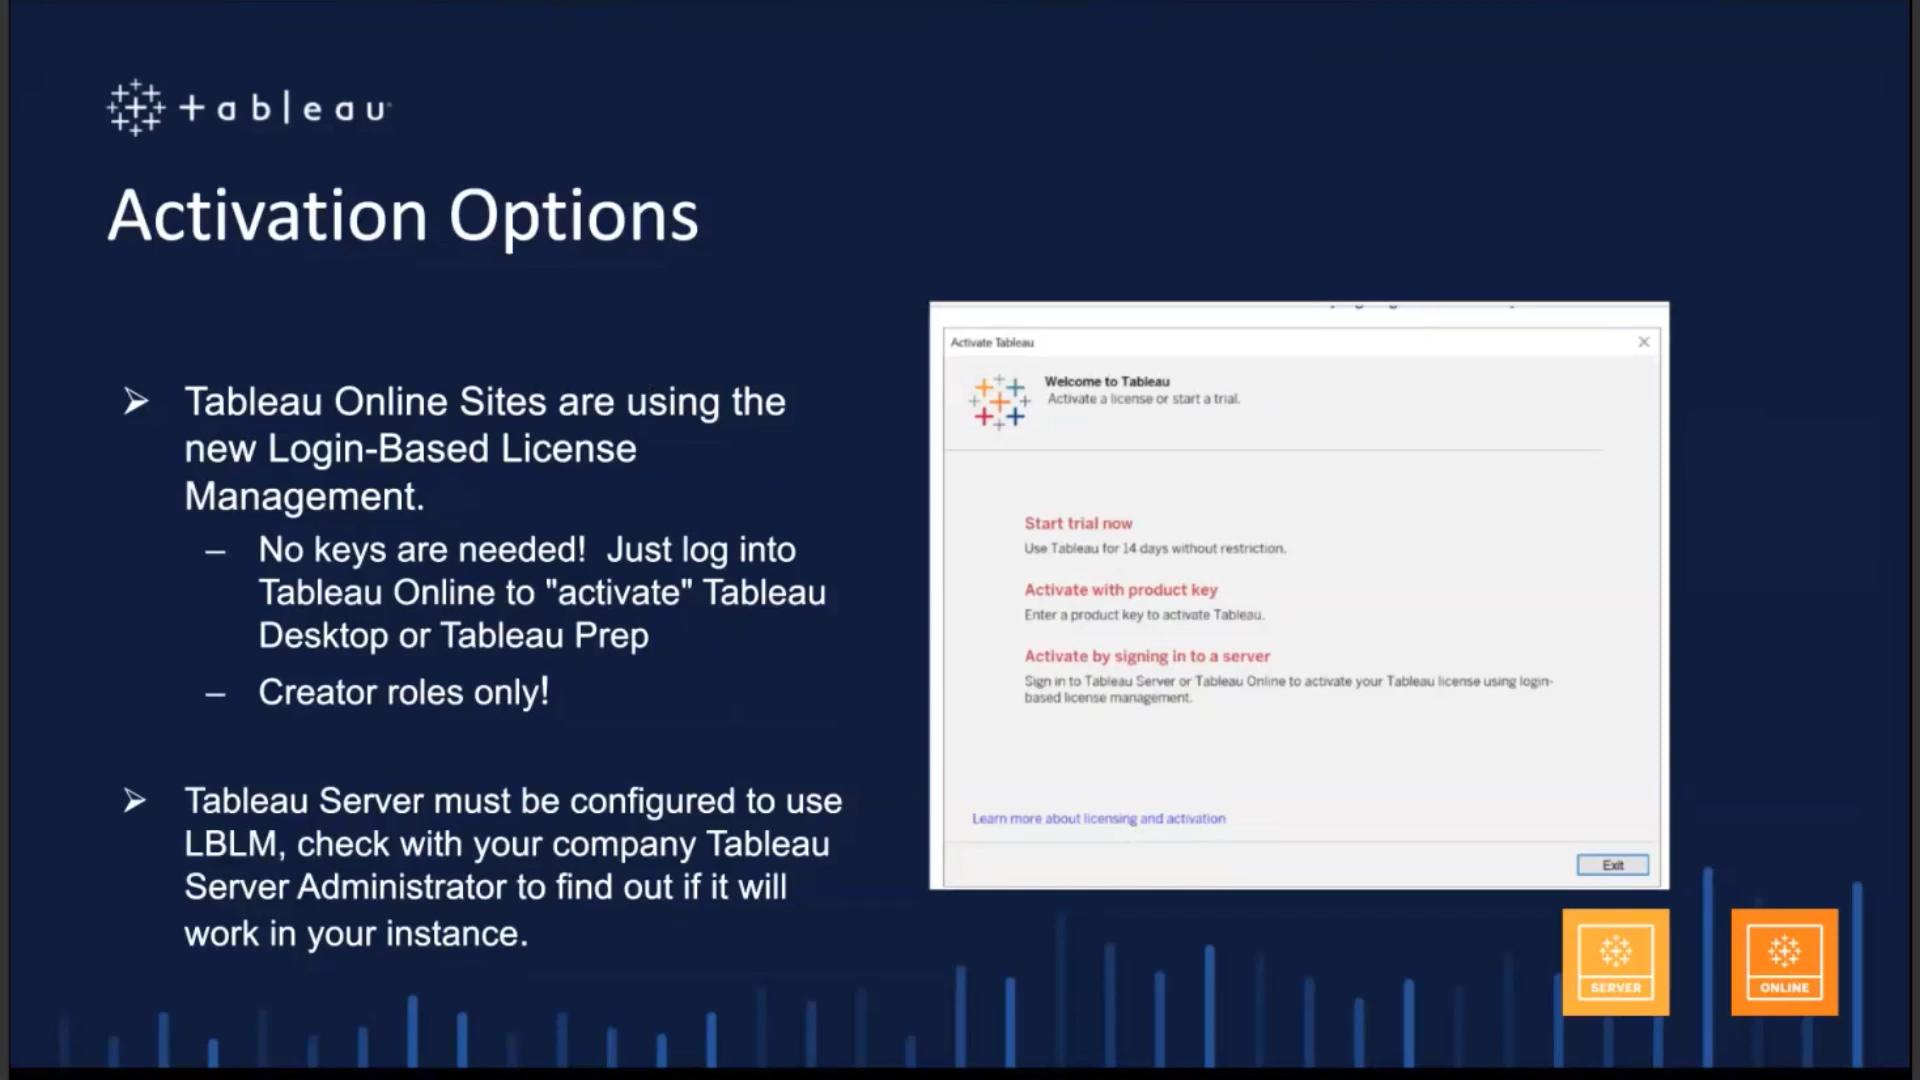 +ableau
Activation Options
➢ Tableau Online Sites are using the
new Login-Based License
Management.
– No keys are needed!  Just log into
Tableau Online to "activate" Tableau
Desktop or Tableau Prep
– Creator roles only!
➢ Tableau Server must be configured to use
LBLM, check with your company Tableau
Server Administrator to find out if it will
work in your instance.
Activate Tableau
Welcome to Tableau
Activate a license or start a trial.
Start trial now
Use Tableau for 14 days without restriction.
Activate with product key
Enter a product key to activate Tableau.
Activate by signing in to a server
Sign in to Tableau Server or Tableau Online to activate your Tableau license using login-
based license management.
Learn more about licensing and activation
Exit
SERVER
ONLINE